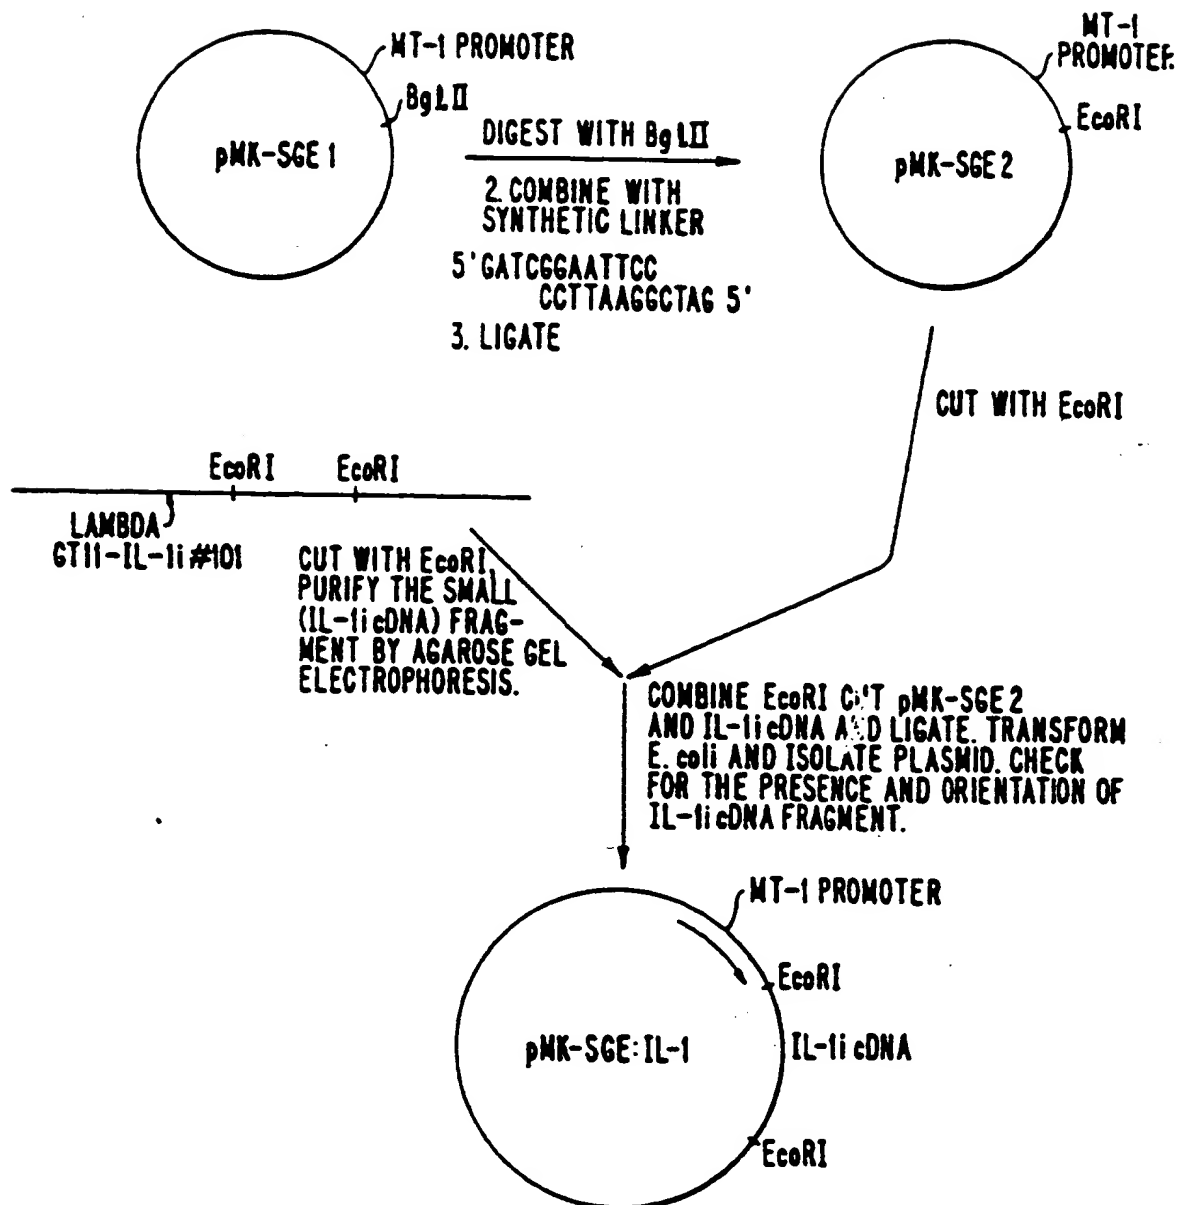 MT-1 PROMOTER
BglII
pMK-SGE 1
DIGEST WITH BglII
2. COMBINE WITH
SYNTHETIC LINKER
5'GATCGGAATTCC
CCTTAAGGCTAG 5'
3. LIGATE
MT-1
PROMOTER
EcoRI
pMK-SGE 2
CUT WITH EcoRI
EcoRI
EcoRI
LAMBDA
GT11-IL-1i #101
CUT WITH EcoRI,
PURIFY THE SMALL
(IL-1i cDNA) FRAG-
MENT BY AGAROSE GEL
ELECTROPHORESIS.
COMBINE EcoRI CUT pMK-SGE 2
AND IL-1i cDNA AND LIGATE. TRANSFORM
E. coli AND ISOLATE PLASMID. CHECK
FOR THE PRESENCE AND ORIENTATION OF
IL-1i cDNA FRAGMENT.
MT-1 PROMOTER
EcoRI
pMK-SGE:IL-1
IL-1i cDNA
EcoRI